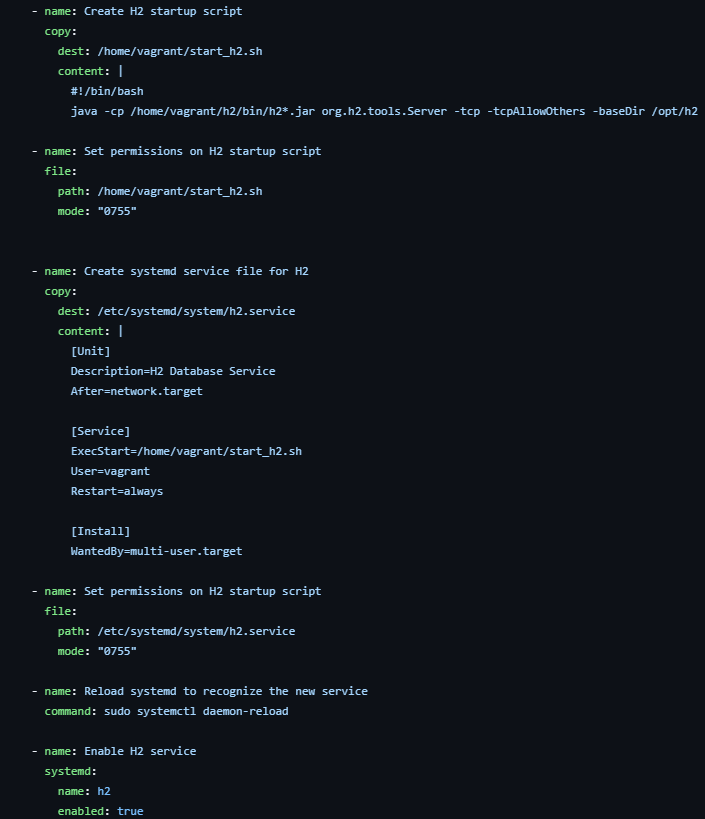 - name: Create H2 startup script
copy:
dest: /home/vagrant/start_h2.sh
content: |
#!/bin/bash
java -cp /home/vagrant/h2/bin/h2*.jar org.h2.tools.Server -tcp -tcpAllowOthers -baseDir /opt/h2
- name: Set permissions on H2 startup script
file:
path: /home/vagrant/start_h2.sh
mode: "0755"
- name: Create systemd service file for H2
copy:
dest: /etc/systemd/system/h2.service
content: |
[Unit]
Description=H2 Database Service
After=network.target
[Service]
ExecStart=/home/vagrant/start_h2.sh
User=vagrant
Restart=always
[Install]
WantedBy=multi-user.target
- name: Set permissions on H2 startup script
file:
path: /etc/systemd/system/h2.service
mode: "0755"
- name: Reload systemd to recognize the new service
command: sudo systemctl daemon-reload
- name: Enable H2 service
systemd:
name: h2
enabled: true